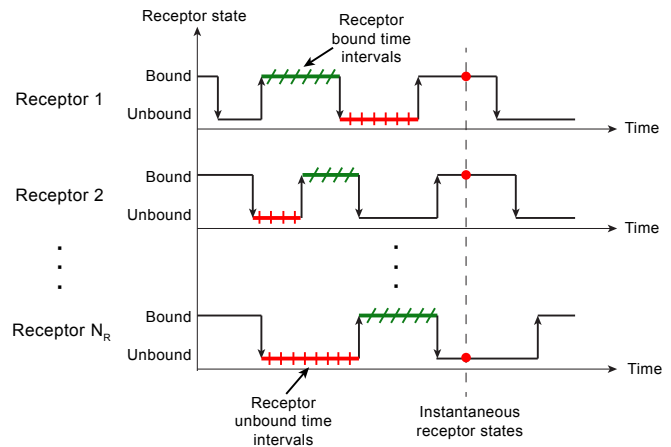 Receptor state
Receptor
bound time
intervals
Receptor 1
Bound
Unbound
Time
Receptor 2
Bound
Unbound
Time
Receptor N_R
Bound
Unbound
Time
Receptor
unbound time
intervals
Instantaneous
receptor states